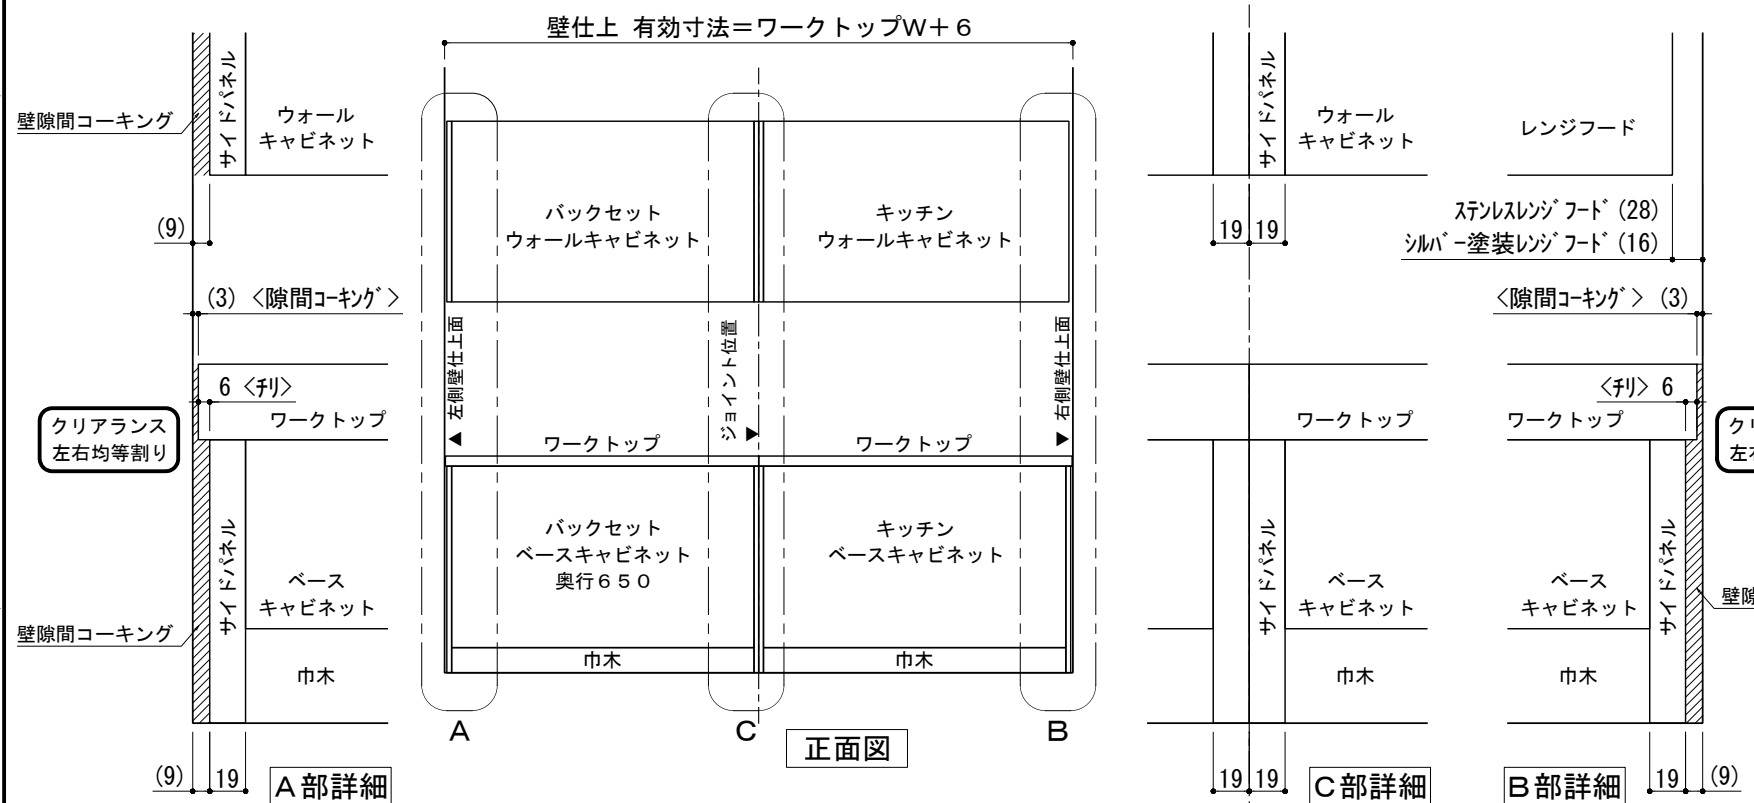 壁仕上 有効寸法＝ワークトップＷ＋６
壁隙間コーキング
サイドパネル
ウォール
キャビネット
(9)
(3) <隙間ｺｰｷﾝｸﾞ>
6 <ﾁﾘ>
ワークトップ
クリアランス
左右均等割り
サイドパネル
ベース
キャビネット
壁隙間コーキング
巾木
(9)
19
Ａ部詳細
バックセット
ウォールキャビネット
キッチン
ウォールキャビネット
左側壁仕上面
ジョイント位置
右側壁仕上面
ワークトップ
ワークトップ
バックセット
ベースキャビネット
奥行６５０
キッチン
ベースキャビネット
巾木
巾木
Ａ
Ｃ
Ｂ
正面図
サイドパネル
ウォール
キャビネット
19
19
ワークトップ
サイドパネル
ベース
キャビネット
巾木
19
19
Ｃ部詳細
レンジフード
ｽﾃﾝﾚｽﾚﾝｼﾞﾌｰﾄﾞ(28)
ｼﾙﾊﾞｰ塗装ﾚﾝｼﾞﾌｰﾄﾞ(16)
<隙間ｺｰｷﾝｸﾞ> (3)
<ﾁﾘ> 6
ワークトップ
サイドパネル
ベース
キャビネット
巾木
壁隙
Ｂ部詳細
19
(9)